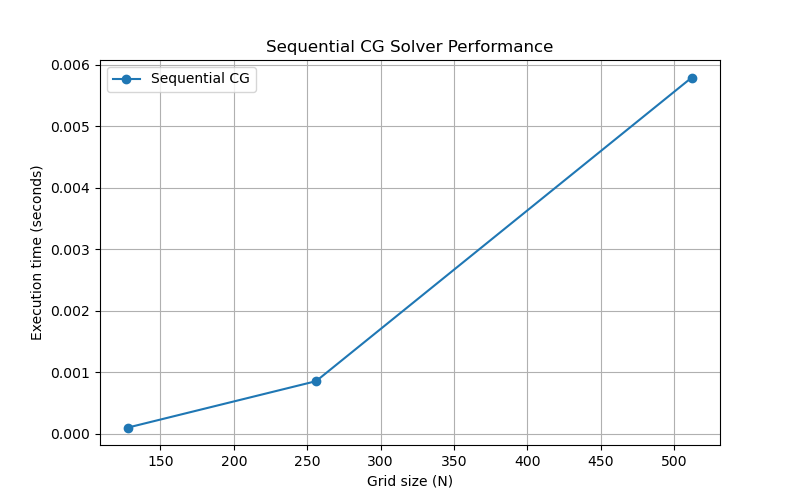 Sequential CG Solver Performance
Sequential CG
0.006
0.005
0.004
0.003
0.002
0.001
0.000
Execution time (seconds)
150 200 250 300 350 400 450 500
Grid size (N)